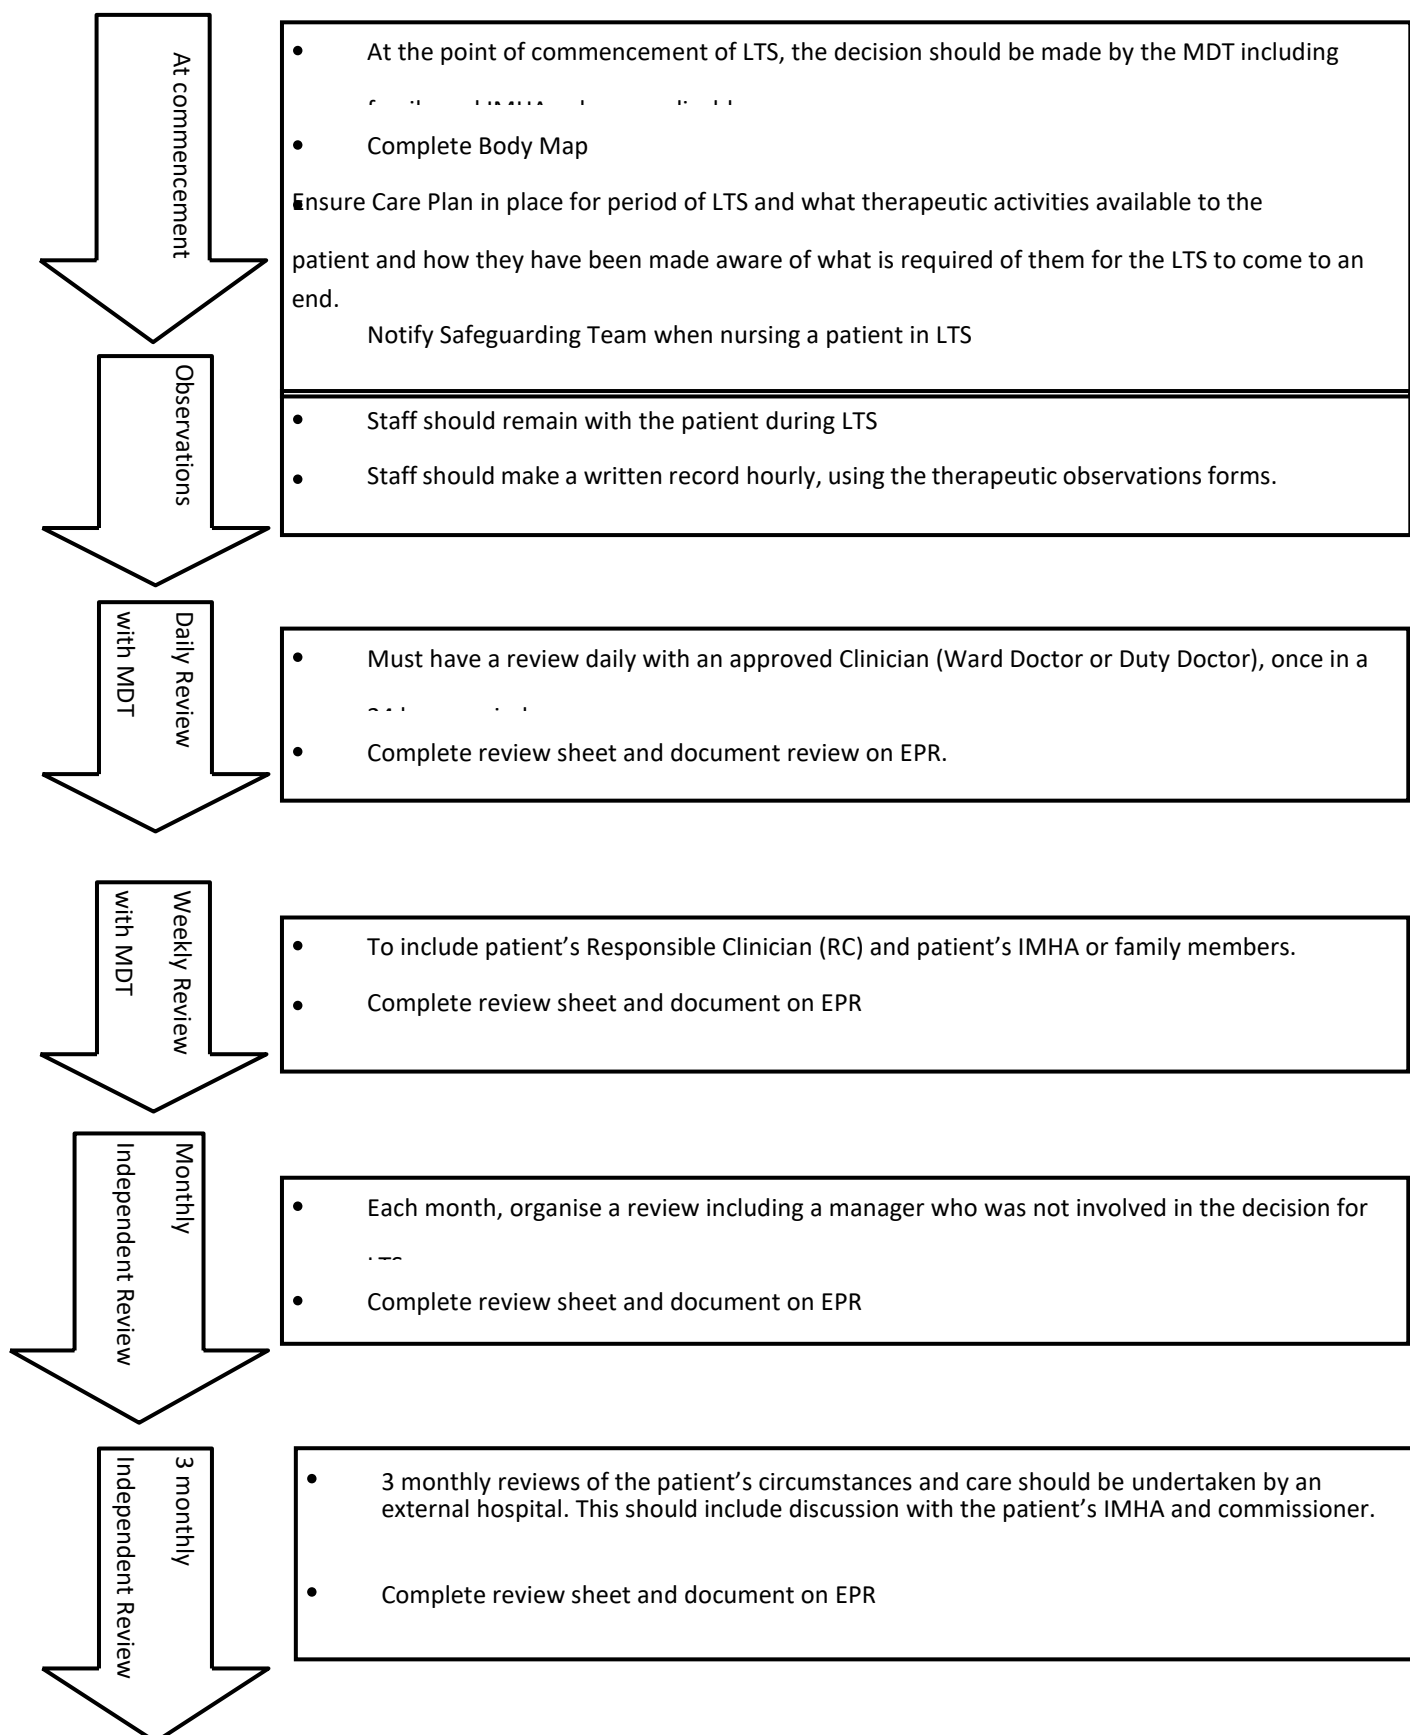 At commencement
• At the point of commencement of LTS, the decision should be made by the MDT including
• Complete Body Map
• Ensure Care Plan in place for period of LTS and what therapeutic activities available to the
patient and how they have been made aware of what is required of them for the LTS to come to an
end.
Notify Safeguarding Team when nursing a patient in LTS
Observations
• Staff should remain with the patient during LTS
• Staff should make a written record hourly, using the therapeutic observations forms.
Daily Review
with MDT
• Must have a review daily with an approved Clinician (Ward Doctor or Duty Doctor), once in a
• Complete review sheet and document review on EPR.
Weekly Review
with MDT
• To include patient’s Responsible Clinician (RC) and patient’s IMHA or family members.
• Complete review sheet and document on EPR
Monthly
Independent Review
• Each month, organise a review including a manager who was not involved in the decision for
• Complete review sheet and document on EPR
3 monthly
Independent Review
• 3 monthly reviews of the patient’s circumstances and care should be undertaken by an
external hospital. This should include discussion with the patient’s IMHA and commissioner.
• Complete review sheet and document on EPR